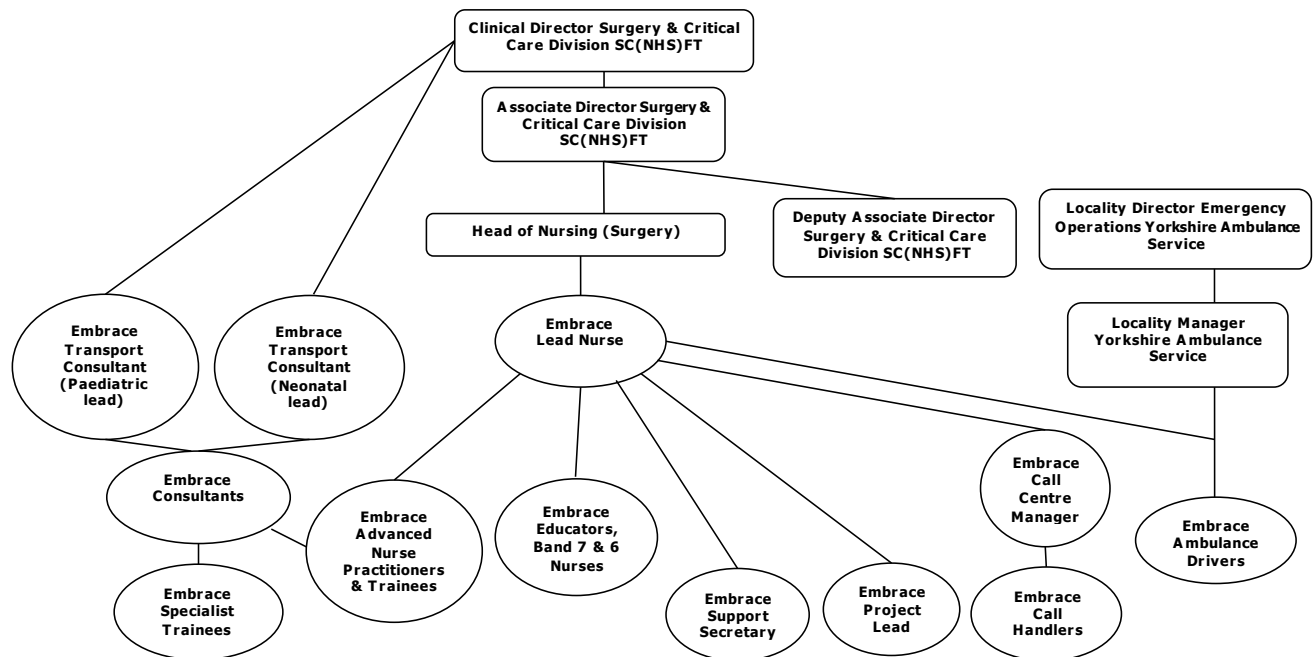 Clinical Director Surgery & Critical
Care Division SC(NHS)FT
Associate Director Surgery &
Critical Care Division
SC(NHS)FT
Head of Nursing (Surgery)
Deputy Associate Director
Surgery & Critical Care
Division SC(NHS)FT
Locality Director Emergency
Operations Yorkshire Ambulance
Service
Embrace
Transport
Consultant
(Paediatric
lead)
Embrace
Transport
Consultant
(Neonatal
lead)
Embrace
Lead Nurse
Locality Manager
Yorkshire Ambulance
Service
Embrace
Consultants
Embrace
Advanced
Nurse
Practitioners
& Trainees
Embrace
Educators,
Band 7 & 6
Nurses
Embrace
Call
Centre
Manager
Embrace
Ambulance
Drivers
Embrace
Specialist
Trainees
Embrace
Support
Secretary
Embrace
Project
Lead
Embrace
Call
Handlers